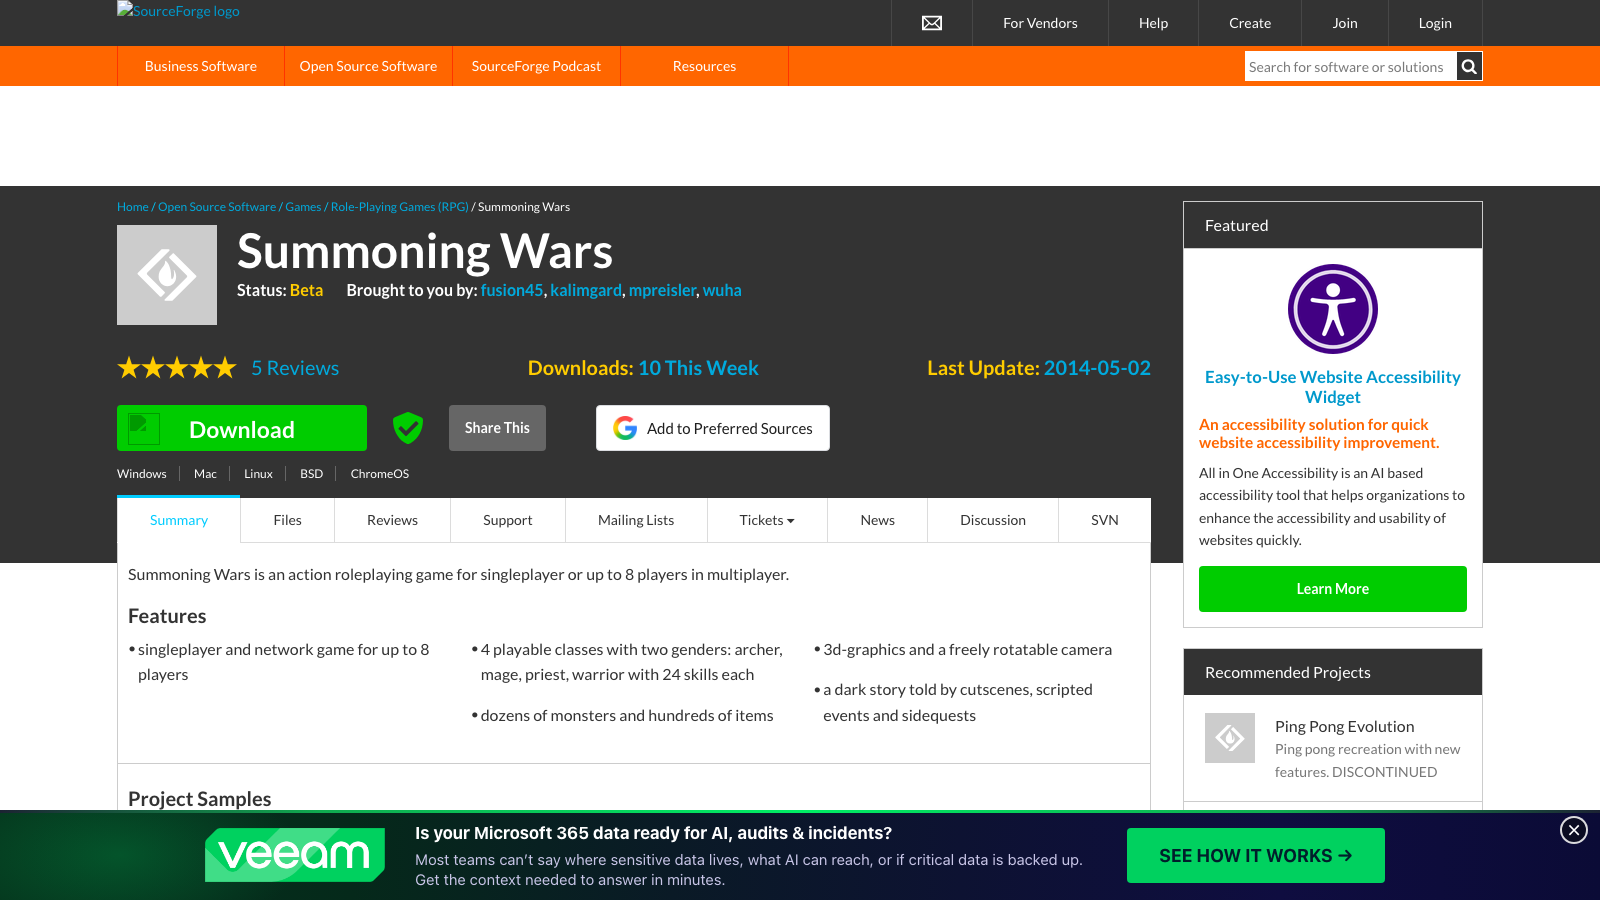 SourceForge logo
For Vendors
Help
Create
Join
Login
Business Software
Open Source Software
SourceForge Podcast
Resources
Search for software or solutions
Home / Open Source Software / Games / Role-Playing Games (RPG) / Summoning Wars
Summoning Wars
Status: Beta
Brought to you by: fusion45, kalimgard, mpreisler, wuha
5 Reviews
Downloads: 10 This Week
Last Update: 2014-05-02
Download
Share This
Add to Preferred Sources
Windows
Mac
Linux
BSD
ChromeOS
Summary
Files
Reviews
Support
Mailing Lists
Tickets
News
Discussion
SVN
Summoning Wars is an action roleplaying game for singleplayer or up to 8 players in multiplayer.
Features
• singleplayer and network game for up to 8
players
• 4 playable classes with two genders: archer,
mage, priest, warrior with 24 skills each
• dozens of monsters and hundreds of items
• 3d-graphics and a freely rotatable camera
• a dark story told by cutscenes, scripted
events and sidequests
Project Samples
Featured
Easy-to-Use Website Accessibility
Widget
An accessibility solution for quick
website accessibility improvement.
All in One Accessibility is an AI based
accessibility tool that helps organizations to
enhance the accessibility and usability of
websites quickly.
Learn More
Recommended Projects
Ping Pong Evolution
Ping pong recreation with new
features. DISCONTINUED
veeam
Is your Microsoft 365 data ready for AI, audits & incidents?
Most teams can't say where sensitive data lives, what AI can reach, or if critical data is backed up.
Get the context needed to answer in minutes.
SEE HOW IT WORKS →